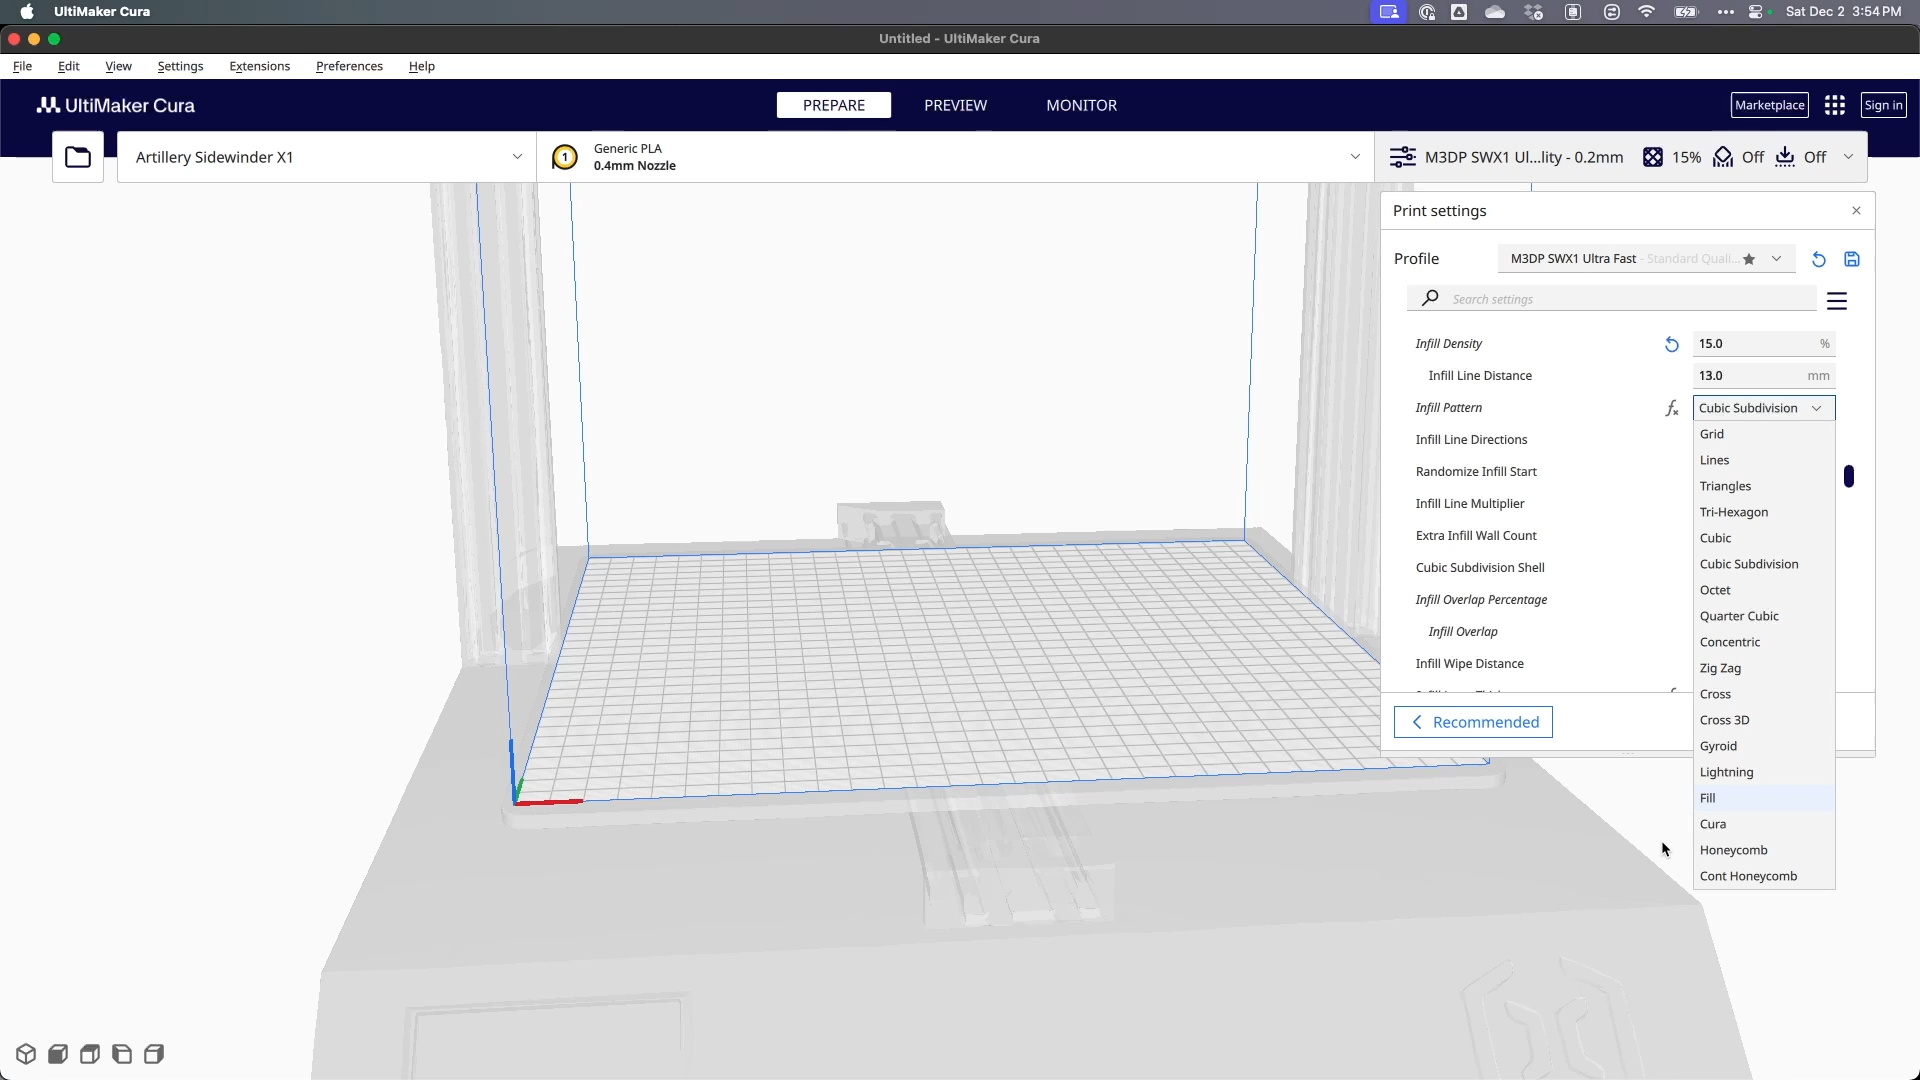 UltiMaker Cura
Sat Dec 2 3:54 PM
Untitled - UltiMaker Cura
File Edit View Settings Extensions Preferences Help
UltiMaker Cura
PREPARE
PREVIEW
MONITOR
Marketplace
Sign in
Artillery Sidewinder X1
1
Generic PLA
0.4mm Nozzle
M3DP SWX1 Ul...lity - 0.2mm
15%
Off
Off
Print settings
Profile
M3DP SWX1 Ultra Fast - Standard Quali...
Search settings
Infill Density
15.0 %
Infill Line Distance
13.0 mm
Infill Pattern
Cubic Subdivision
Infill Line Directions
Randomize Infill Start
Infill Line Multiplier
Extra Infill Wall Count
Cubic Subdivision Shell
Infill Overlap Percentage
Infill Overlap
Infill Wipe Distance
Grid
Lines
Triangles
Tri-Hexagon
Cubic
Cubic Subdivision
Octet
Quarter Cubic
Concentric
Zig Zag
Cross
Cross 3D
Gyroid
Lightning
Fill
Cura
Honeycomb
Cont Honeycomb
Recommended